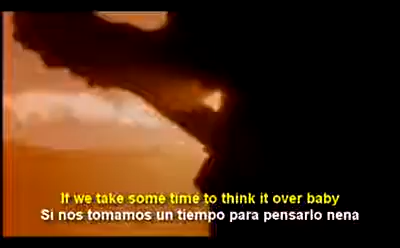 If we take some time to think it over baby
Si nos tomamos un tiempo para pensarlo nena